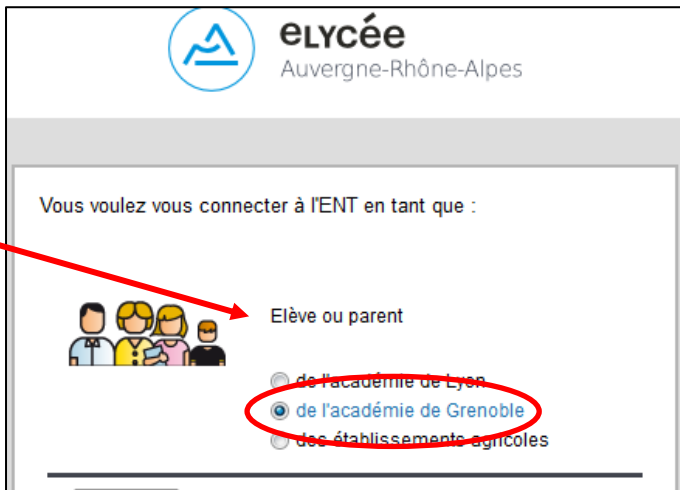 eLYcée
Auvergne-Rhône-Alpes
Vous voulez vous connecter à l'ENT en tant que :
Elève ou parent
de l'académie de Lyon
de l'académie de Grenoble
des établissements agricoles